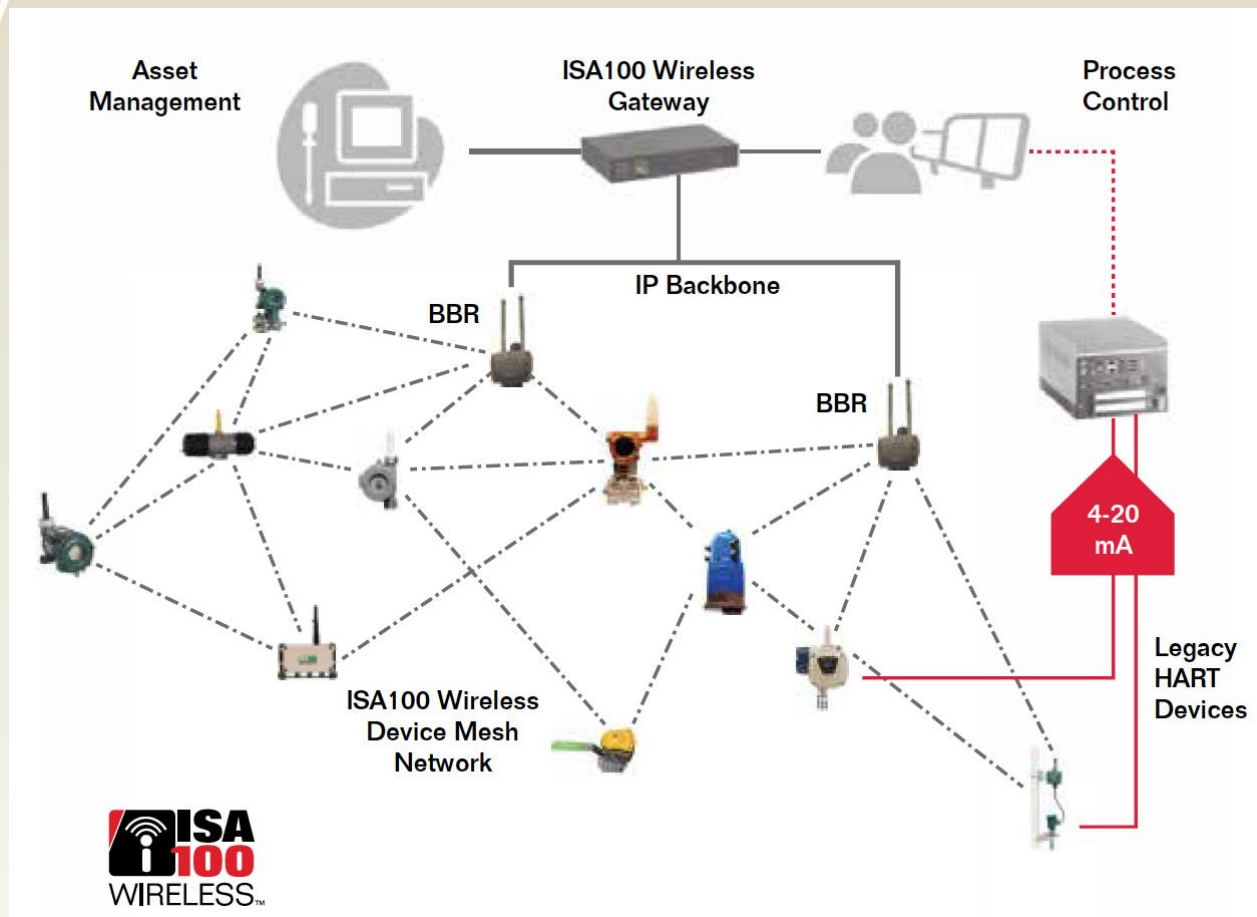 Asset
Management
ISA100 Wireless
Gateway
Process
Control
IP Backbone
BBR
BBR
4-20
mA
Legacy
HART
Devices
ISA100 Wireless
Device Mesh
Network
ISA
100
WIRELESS™